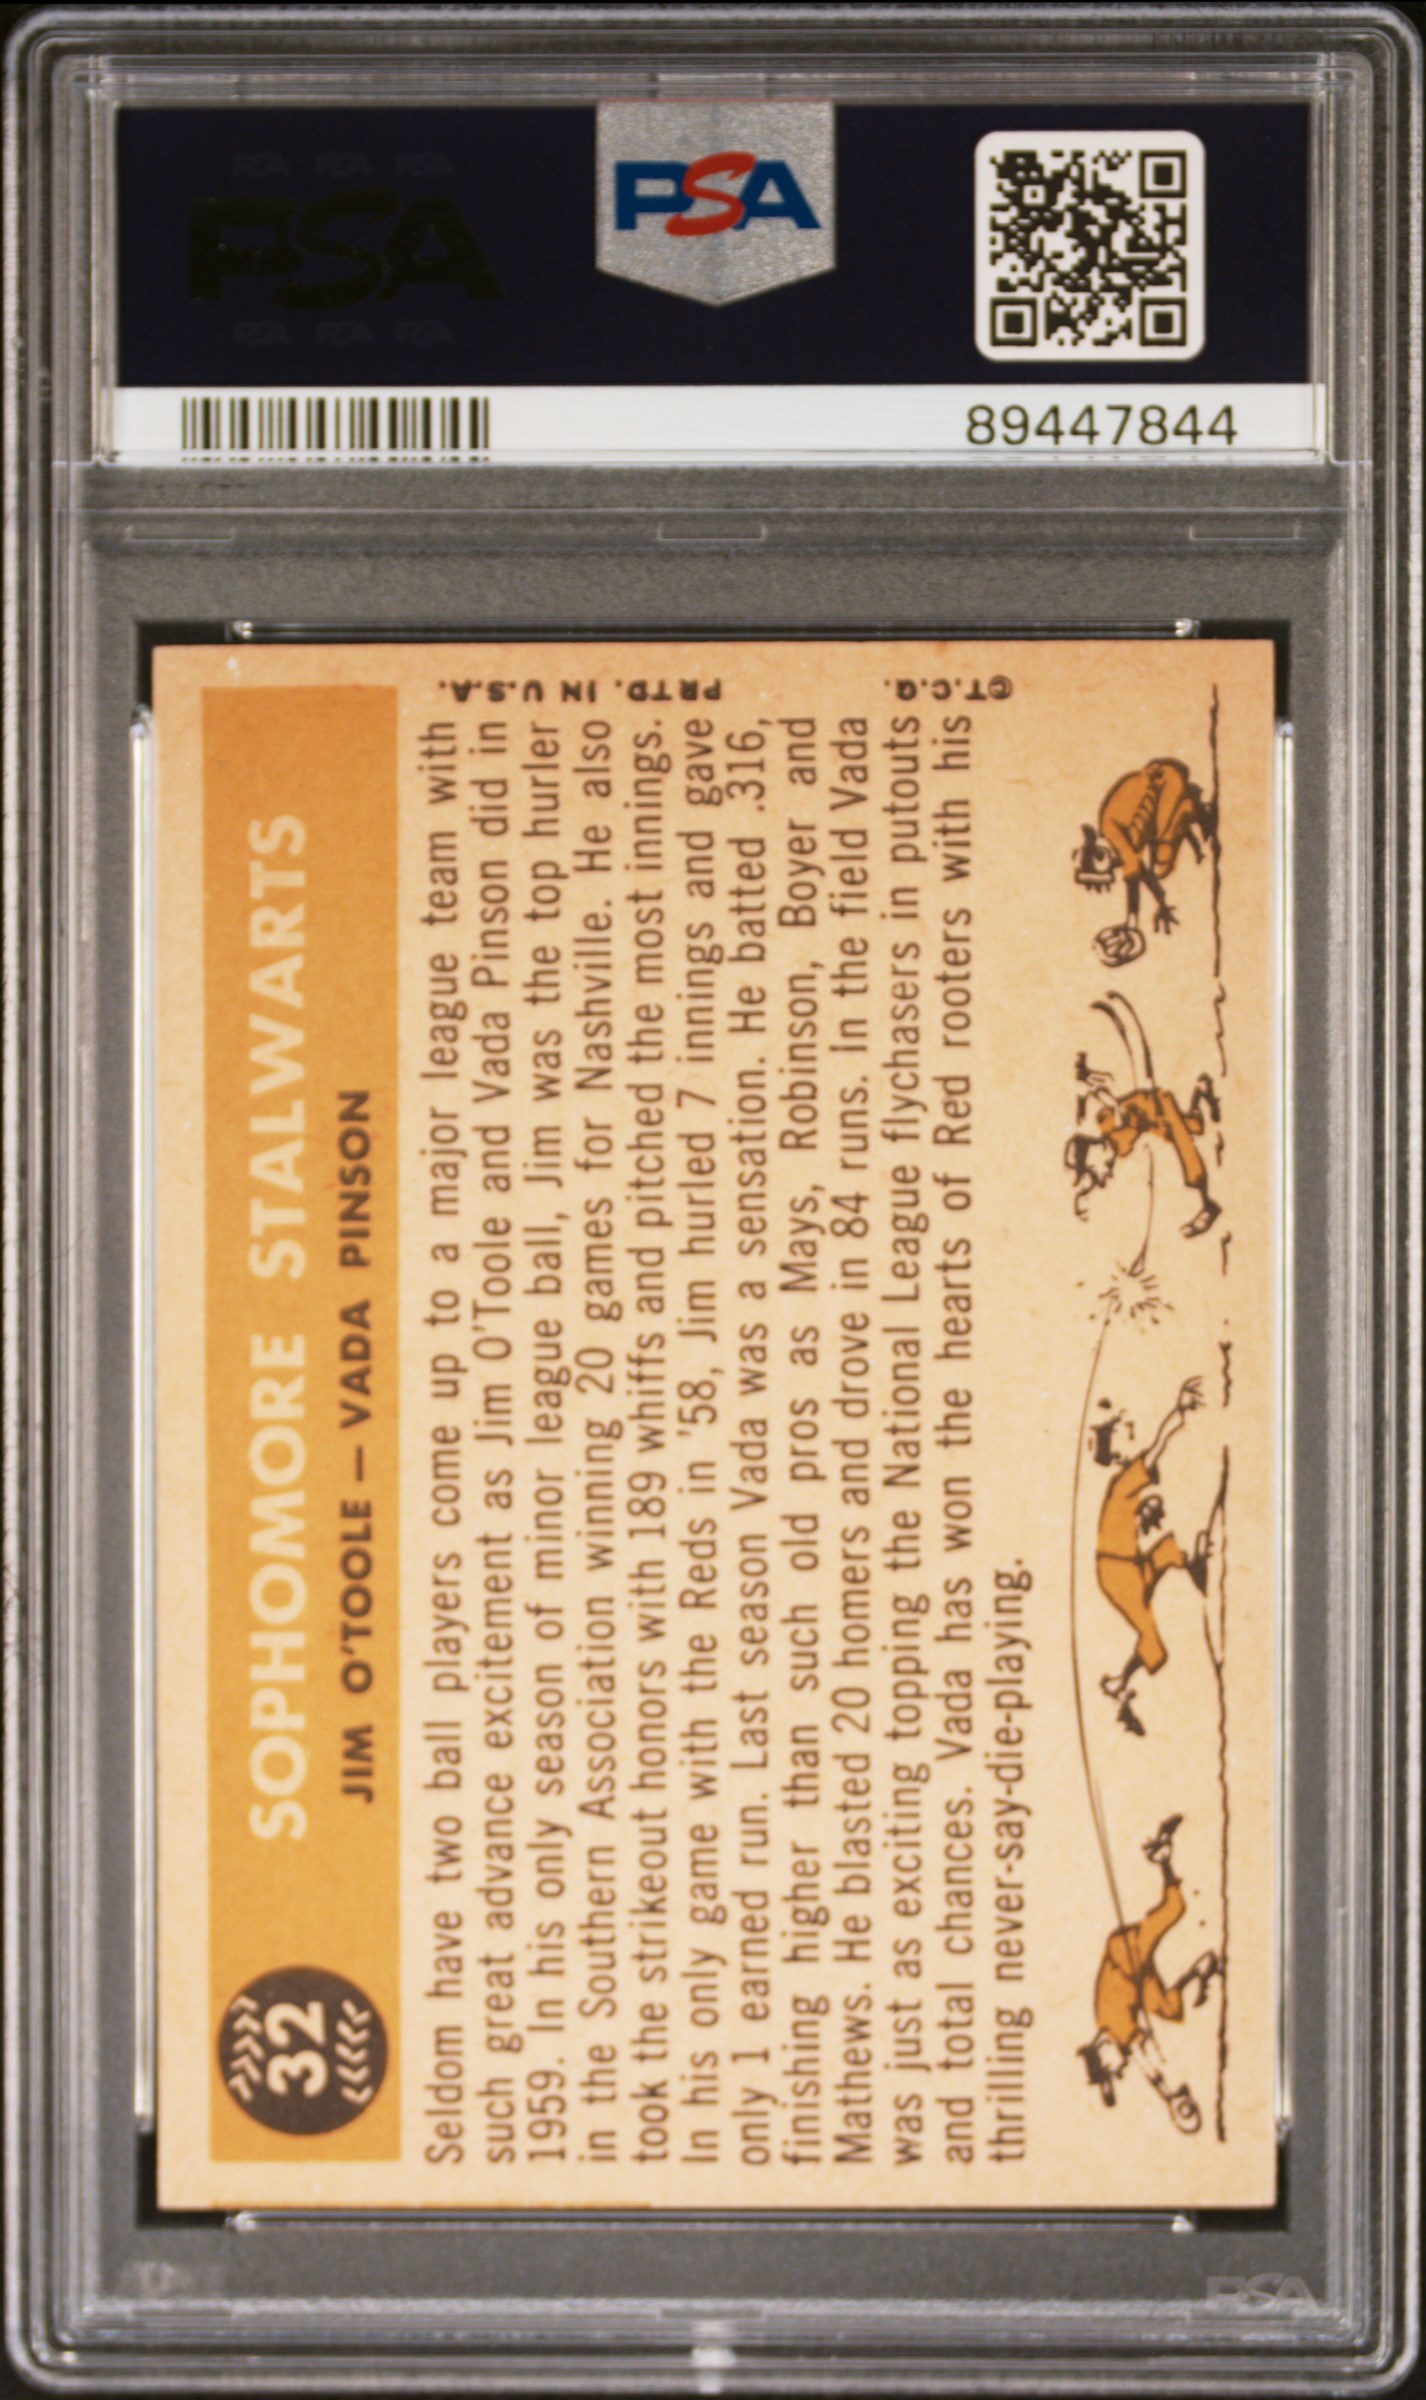 PSA
PSA
89447844
32
SOPHOMORE STALWARTS
JIM O'TOOLE — VADA PINSON
Seldom have two ball players come up to a major league team with
such great advance excitement as Jim O'Toole and Vada Pinson did in
1959. In his only season of minor league ball, Jim was the top hurler
in the Southern Association winning 20 games for Nashville. He also
took the strikeout honors with 189 whiffs and pitched the most innings.
In his only game with the Reds in '58, Jim hurled 7 innings and gave
only 1 earned run. Last season Vada was a sensation. He batted .316,
finishing higher than such old pros as Mays, Robinson, Boyer and
Mathews. He blasted 20 homers and drove in 84 runs. In the field Vada
was just as exciting topping the National League flychasers in putouts
and total chances. Vada has won the hearts of Red rooters with his
thrilling never-say-die-playing.
©T.C.G.
PRTD. IN U.S.A.
PSA